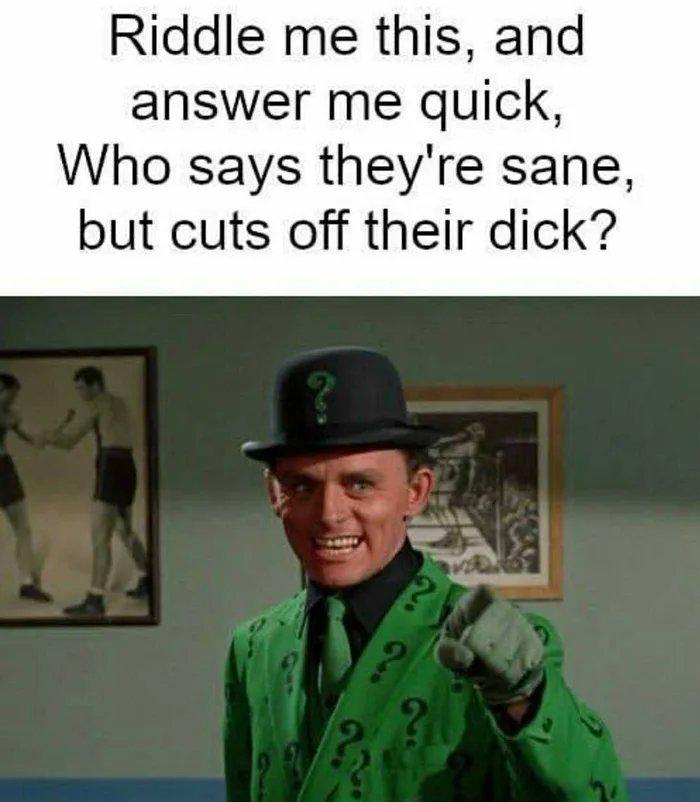 Riddle me this, and
answer me quick,
Who says they're sane,
but cuts off their dick?
?
?
?
?
?
?
?